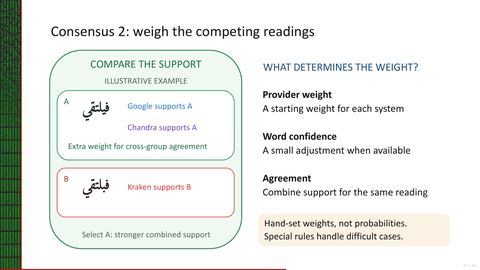 Consensus 2: weigh the competing readings
COMPARE THE SUPPORT
ILLUSTRATIVE EXAMPLE
A
فيلتقي
Google supports A
Chandra supports A
Extra weight for cross-group agreement
B
فبلتقي
Kraken supports B
Select A: stronger combined support
WHAT DETERMINES THE WEIGHT?
Provider weight
A starting weight for each system
Word confidence
A small adjustment when available
Agreement
Combine support for the same reading
Hand-set weights, not probabilities.
Special rules handle difficult cases.